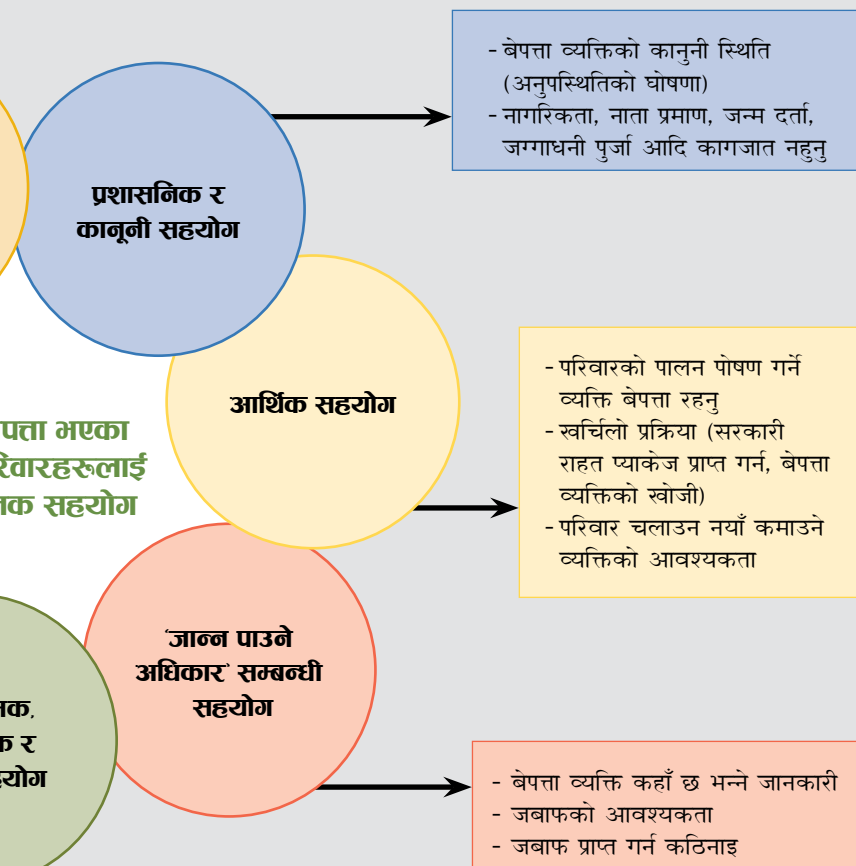 - बेपत्ता व्यक्तिको कानुनी स्थिति
(अनुपस्थितिको घोषणा)
- नागरिकता, नाता प्रमाण, जन्म दर्ता,
जग्गाधनी पुर्जा आदि कागजात नहुनु
प्रशासनिक र
कानूनी सहयोग
आर्थिक सहयोग
- परिवारको पालन पोषण गर्ने
व्यक्ति बेपत्ता रहनु
- खर्चिलो प्रक्रिया (सरकारी
राहत प्याकेज प्राप्त गर्न, बेपत्ता
व्यक्तिको खोजी)
- परिवार चलाउन नयाँ कमाउने
व्यक्तिको आवश्यकता
भएका
सहयोग
'जान्न पाउने
अधिकार' सम्बन्धी
सहयोग
र
- बेपत्ता व्यक्ति कहाँ छ भन्ने जानकारी
- जबाफको आवश्यकता
- जबाफ प्राप्त गर्न कठिनाइ